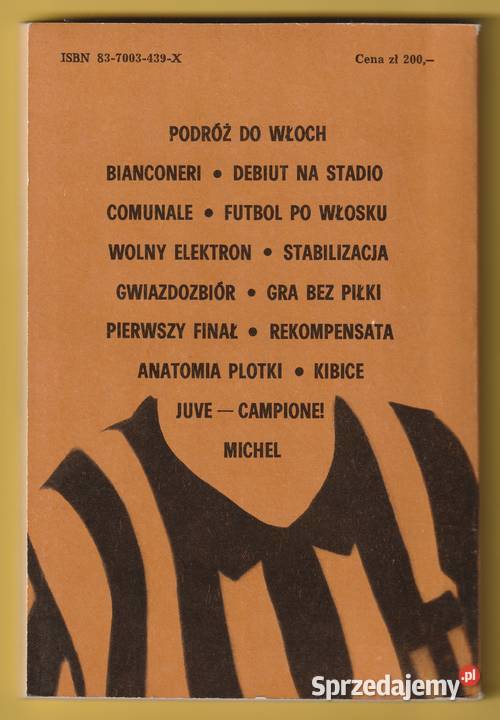 ISBN 83-7003-439-X Cena zł 200,—
PODRÓŻ DO WŁOCH
BIANCONERI • DEBIUT NA STADIO
COMUNALE • FUTBOL PO WŁOSKU
WOLNY ELEKTRON • STABILIZACJA
GWIAZDOZBIÓR • GRA BEZ PIŁKI
PIERWSZY FINAŁ • REKOMPENSATA
ANATOMIA PLOTKI • KIBICE
JUVE — CAMPIONE!
MICHEL
Sprzedajemy.pl